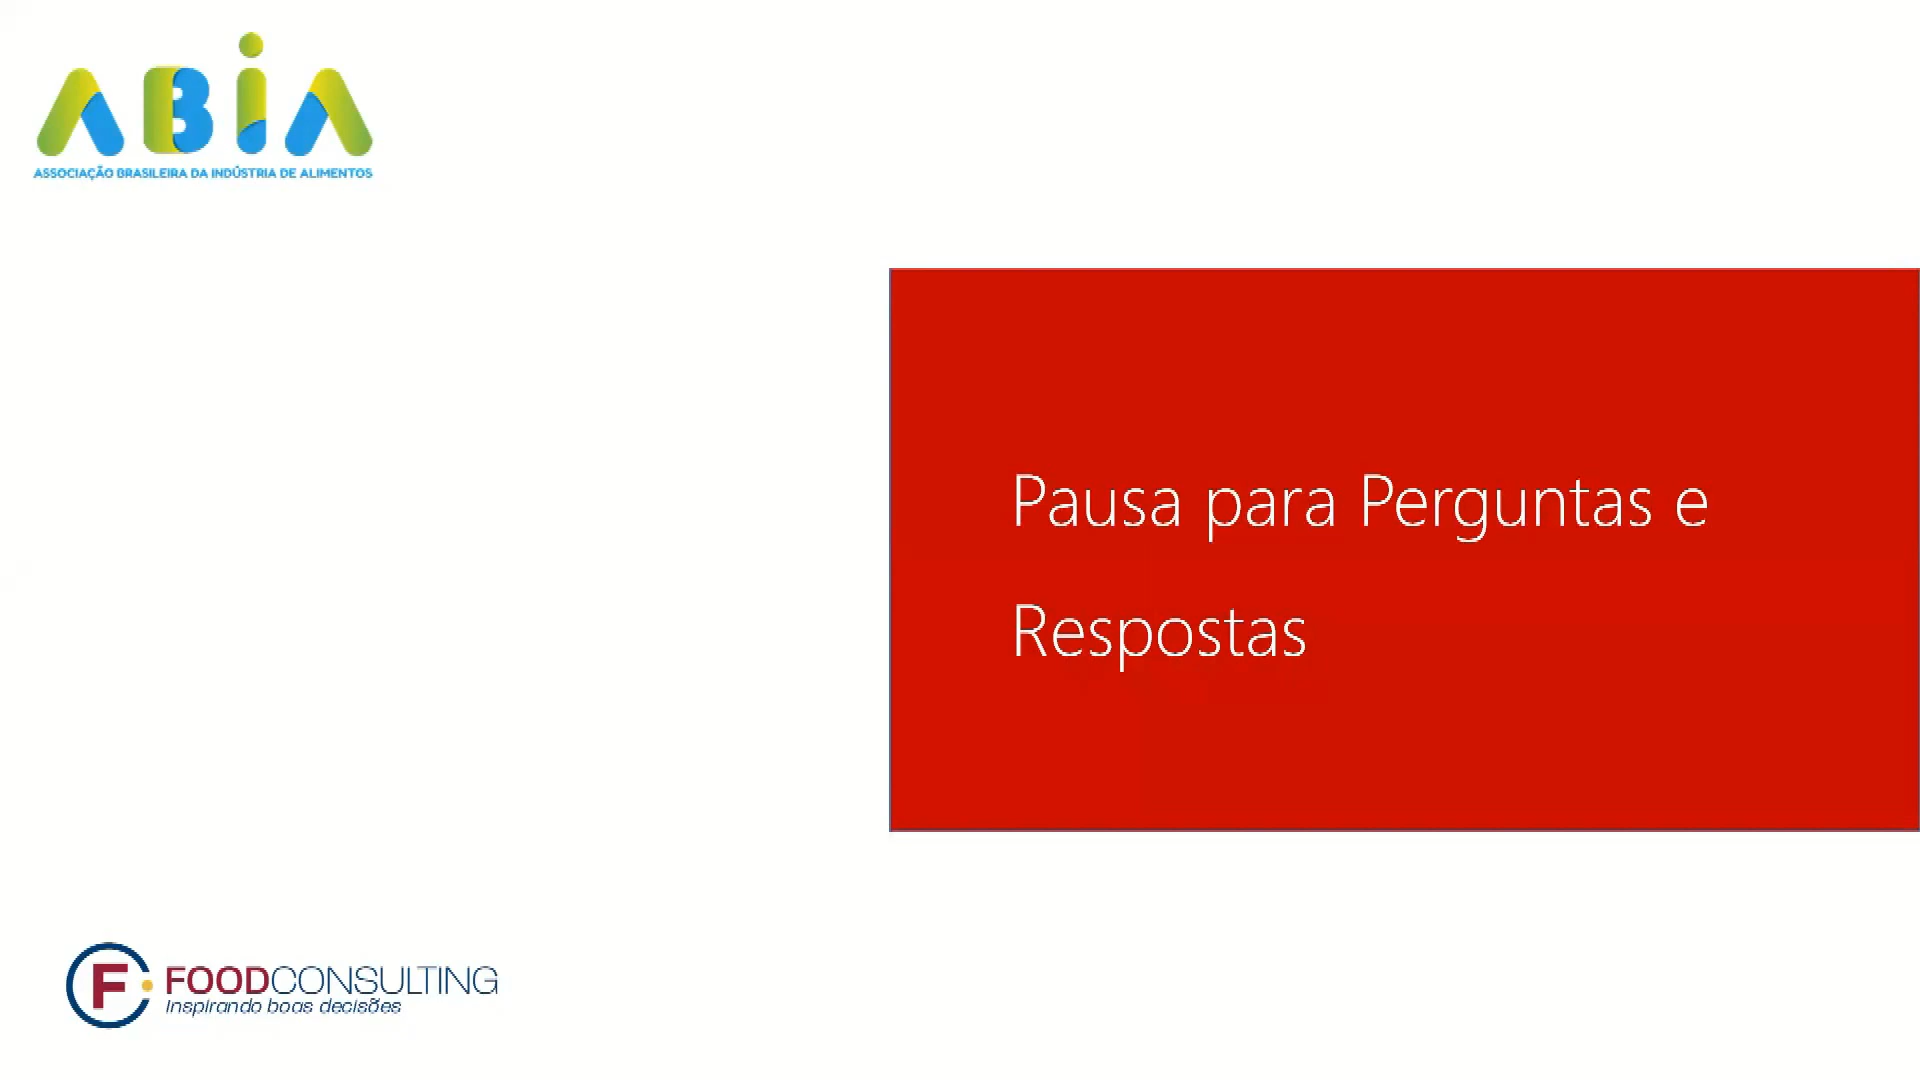 ABIA
ASSOCIAÇÃO BRASILEIRA DA INDÚSTRIA DE ALIMENTOS
Pausa para Perguntas e
Respostas
F FOODCONSULTING
Inspirando boas decisões